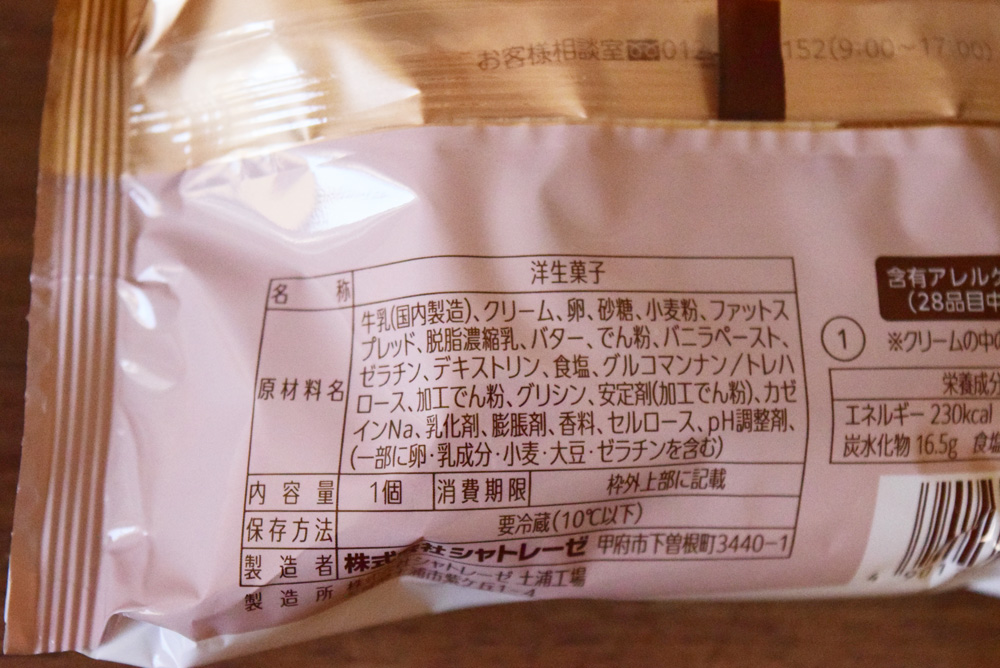 お客様相談室 012 152(9:00～17:00)
名称 洋生菓子
原材料名 牛乳(国内製造)、クリーム、卵、砂糖、小麦粉、ファットス
プレッド、脱脂濃縮乳、バター、でん粉、バニラペースト、
ゼラチン、デキストリン、食塩、グルコマンナン/トレハ
ロース、加工でん粉、グリシン、安定剤(加工でん粉)、カゼ
インNa、乳化剤、膨脹剤、香料、セルロース、pH調整剤、
(一部に卵・乳成分・小麦・大豆・ゼラチンを含む)
内容量 1個 消費期限 枠外上部に記載
保存方法 要冷蔵(10℃以下)
製造者 株式会社シャトレーゼ 甲府市下曽根町3440-1
製造所 シャトレーゼ 土浦工場
浦市紫ケ丘1-4
含有アレルゲ
(28品目中
1 ※クリームの中の
栄養成分
エネルギー 230kcal
炭水化物 16.5g 食塩